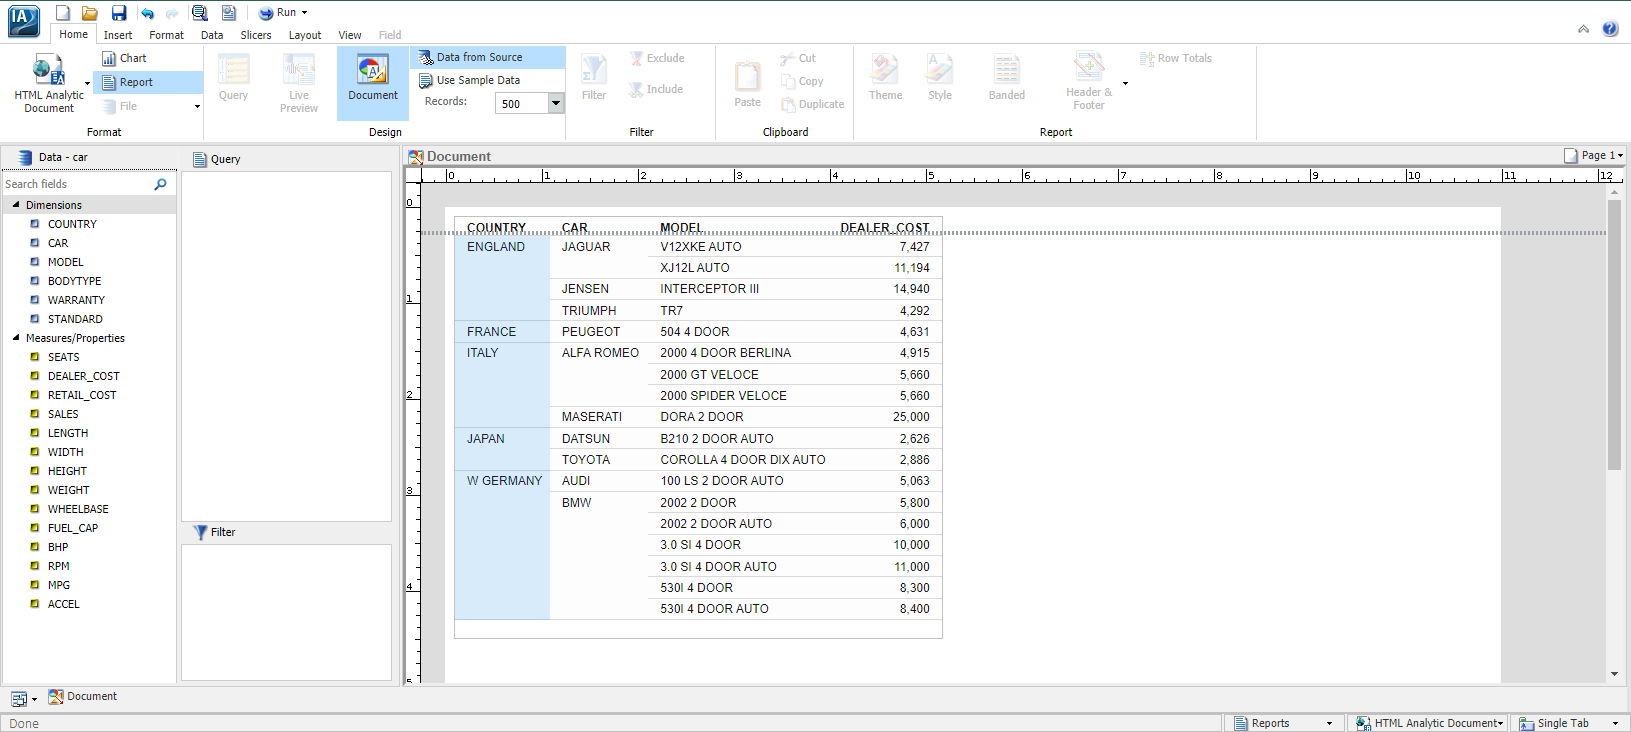 IA
Run
Home Insert Format Data Slicers Layout View Field
HTML Analytic Document
Chart
Report
File
Format
Query
Live Preview
Document
Data from Source
Use Sample Data
Records: 500
Design
Filter
Exclude
Include
Filter
Paste
Cut
Copy
Duplicate
Clipboard
Theme
Style
Banded
Header & Footer
Row Totals
Report
Data - car
Search fields
Dimensions
COUNTRY
CAR
MODEL
BODYTYPE
WARRANTY
STANDARD
Measures/Properties
SEATS
DEALER_COST
RETAIL_COST
SALES
LENGTH
WIDTH
HEIGHT
WEIGHT
WHEELBASE
FUEL_CAP
BHP
RPM
MPG
ACCEL
Query
Filter
Document
Page 1
0 1 2 3 4 5 6 7 8 9 10 11 12
0
1
2
3
4
5
COUNTRY CAR MODEL DEALER_COST
ENGLAND JAGUAR V12XKE AUTO 7,427
XJ12L AUTO 11,194
JENSEN INTERCEPTOR III 14,940
TRIUMPH TR7 4,292
FRANCE PEUGEOT 504 4 DOOR 4,631
ITALY ALFA ROMEO 2000 4 DOOR BERLINA 4,915
2000 GT VELOCE 5,660
2000 SPIDER VELOCE 5,660
MASERATI DORA 2 DOOR 25,000
JAPAN DATSUN B210 2 DOOR AUTO 2,626
TOYOTA COROLLA 4 DOOR DIX AUTO 2,886
W GERMANY AUDI 100 LS 2 DOOR AUTO 5,063
BMW 2002 2 DOOR 5,800
2002 2 DOOR AUTO 6,000
3.0 SI 4 DOOR 10,000
3.0 SI 4 DOOR AUTO 11,000
530I 4 DOOR 8,300
530I 4 DOOR AUTO 8,400
Document
Done
Reports
HTML Analytic Document
Single Tab